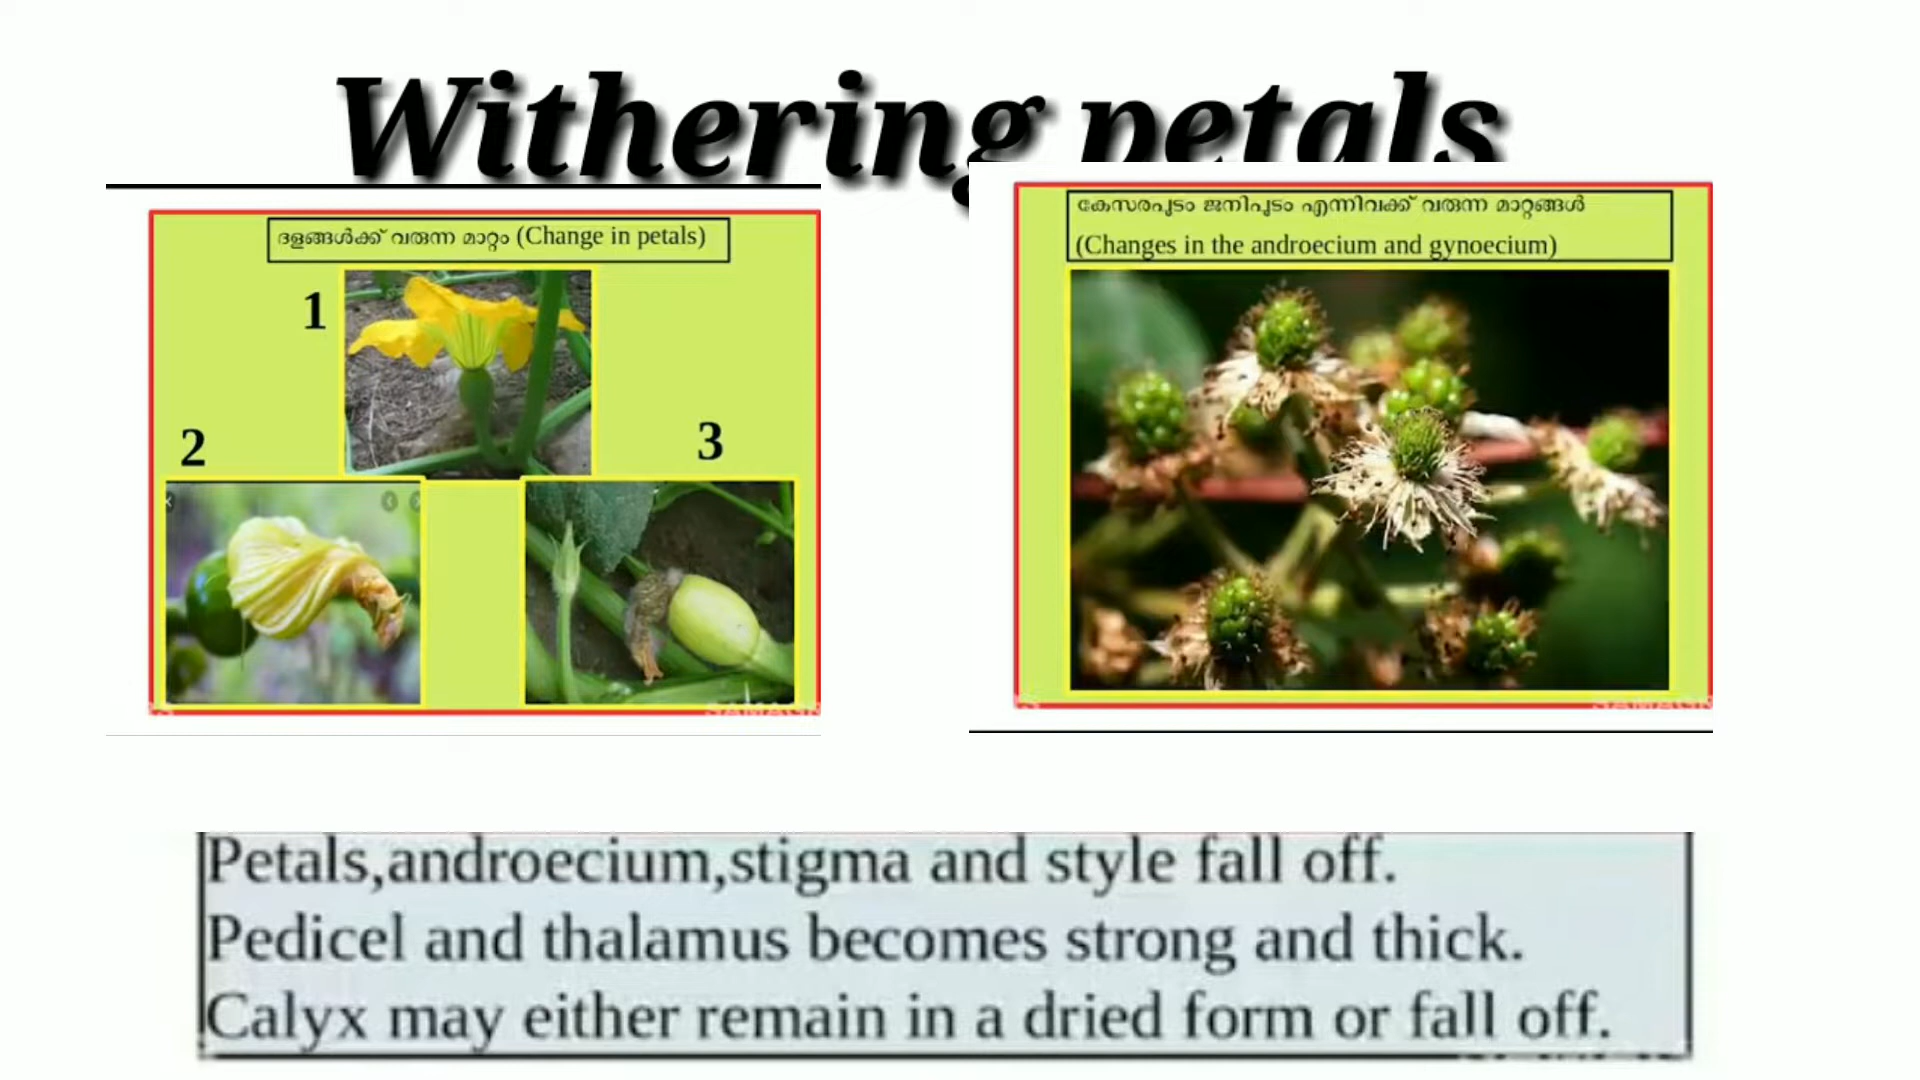 Withering petals
ദളങ്ങൾക്ക് വരുന്ന മാറ്റം (Change in petals)
1
2
3
കേസരപുടം ജനിപുടം എന്നിവക്ക് വരുന്ന മാറ്റങ്ങൾ
(Changes in the androecium and gynoecium)
Petals,androecium,stigma and style fall off.
Pedicel and thalamus becomes strong and thick.
Calyx may either remain in a dried form or fall off.